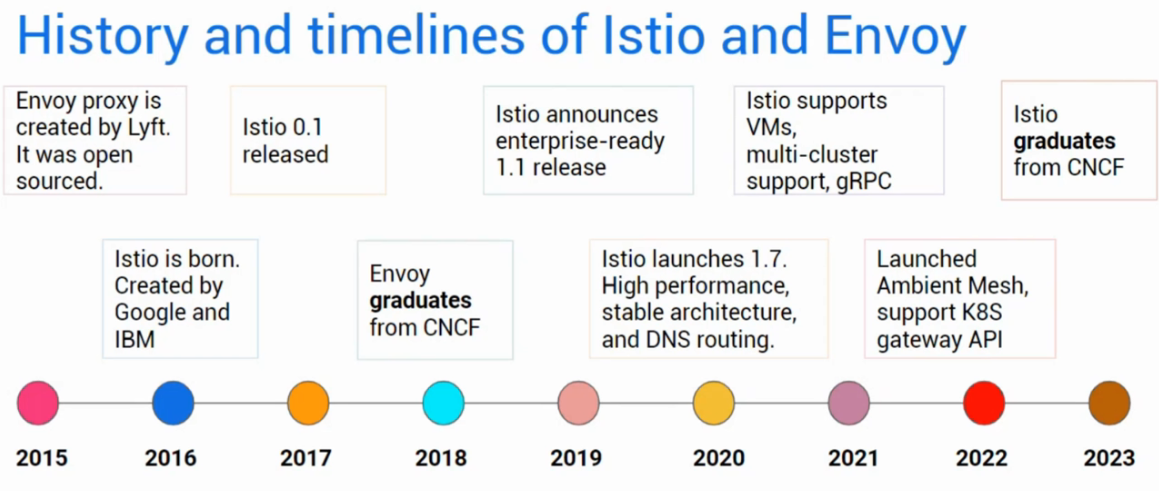 History and timelines of Istio and Envoy
Envoy proxy is
created by Lyft.
It was open
sourced.
Istio is born.
Created by
Google and
IBM
Istio 0.1
released
Envoy
graduates
from CNCF
Istio announces
enterprise-ready
1.1 release
Istio launches 1.7.
High performance,
stable architecture,
and DNS routing.
Istio supports
VMs,
multi-cluster
support, gRPC
Launched
Ambient Mesh,
support K8S
gateway API
Istio
graduates
from CNCF
2015
2016
2017
2018
2019
2020
2021
2022
2023